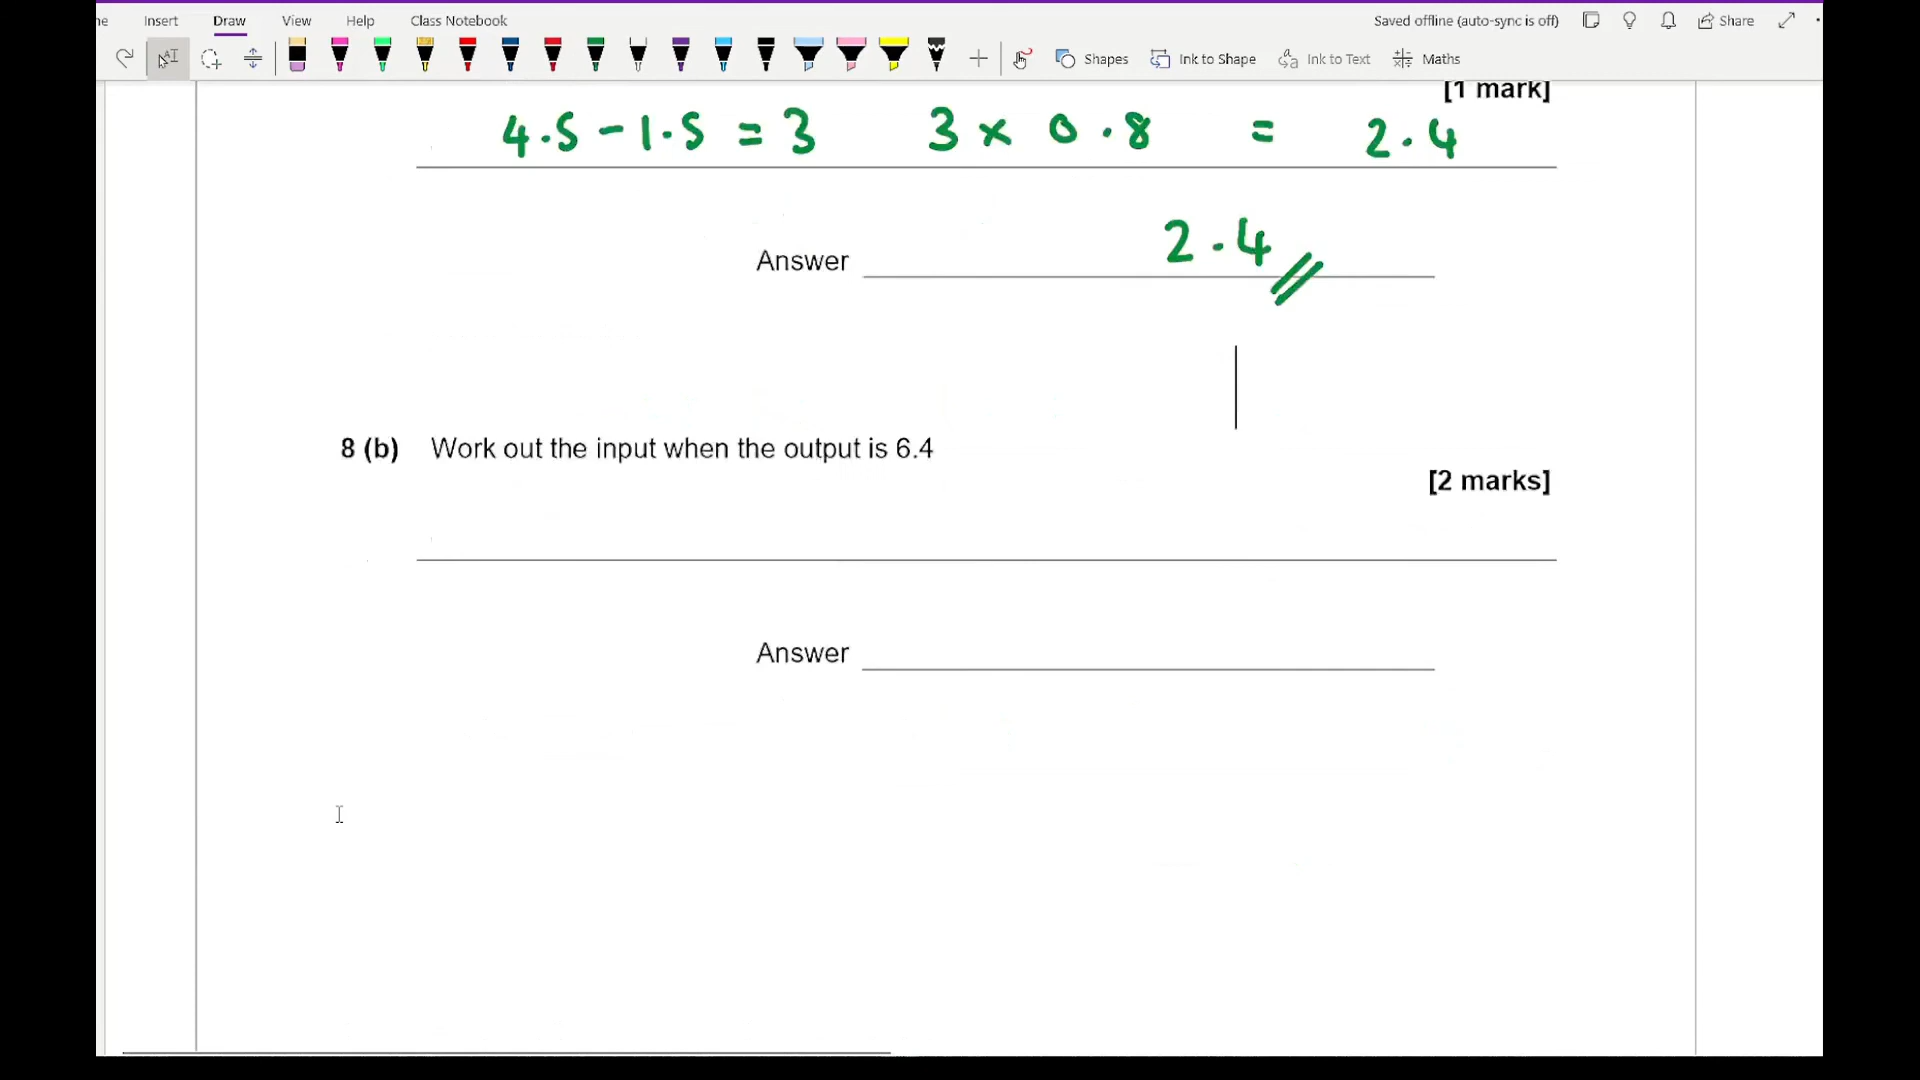 Insert Draw View Help Class Notebook Saved offline (auto-sync is off) Share
Shapes Ink to Shape Ink to Text Maths
[1 mark]
4.5 - 1.5 = 3 3 x 0.8 = 2.4
Answer 2.4
8 (b) Work out the input when the output is 6.4
[2 marks]
Answer